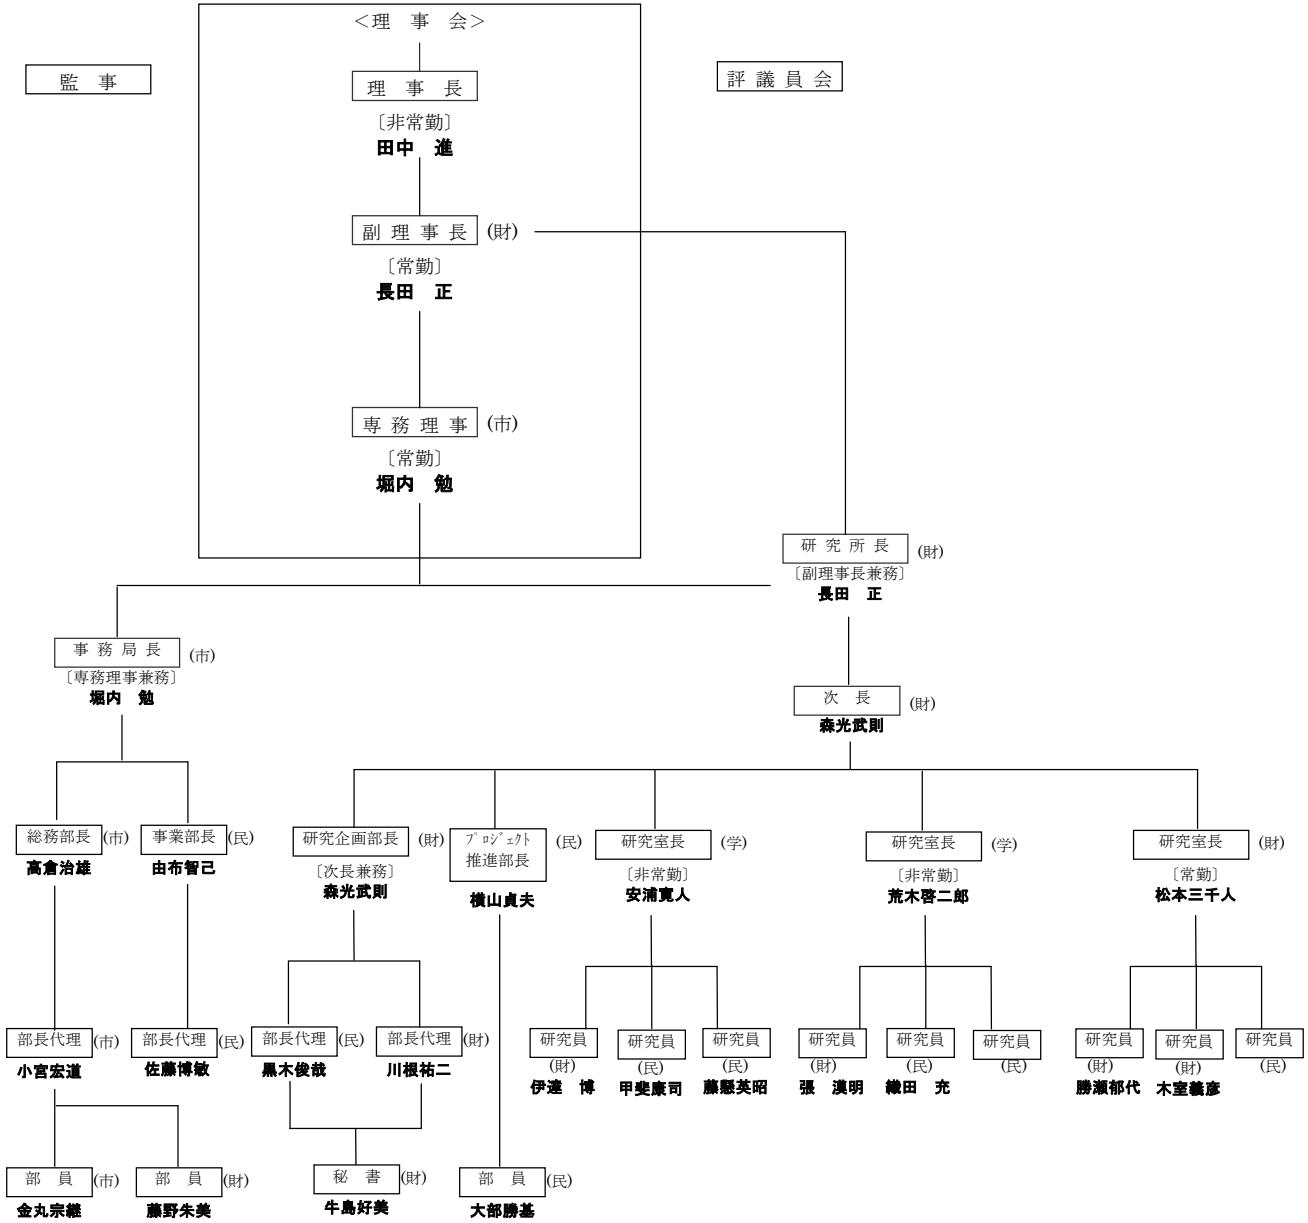 ＜理　事　会＞
監　事
理　事　長
評 議 員 会
〔非常勤〕
田中　進
副 理 事 長 (財)
〔常勤〕
長田　正
専 務 理 事 (市)
〔常勤〕
堀内　勉
研 究 所 長 (財)
〔副理事長兼務〕
長田　正
事 務 局 長 (市)
〔専務理事兼務〕
堀内　勉
次　長 (財)
森光武則
総務部長 (市)
高倉治雄
事業部長 (民)
由布智己
研究企画部長 (財)
〔次長兼務〕
森光武則
ﾌﾟﾛｼﾞｪｸﾄ (民)
推進部長
横山貞夫
研究室長 (学)
〔非常勤〕
安浦寛人
研究室長 (学)
〔非常勤〕
荒木啓二郎
研究室長 (財)
〔常勤〕
松本三千人
部長代理 (市)
小宮宏道
部長代理 (民)
佐藤博敏
部長代理 (民)
黒木俊哉
部長代理 (財)
川根祐二
研究員
(財)
伊達　博
研究員
(民)
甲斐康司
研究員
(民)
藤懸英昭
研究員
(財)
張　漢明
研究員
(民)
織田　充
研究員
(民)
研究員
(財)
勝瀬郁代
研究員
(財)
木室義彦
研究員
(民)
部　員 (市)
金丸宗継
部　員 (財)
藤野朱美
秘　書 (財)
牛島好美
部　員 (民)
大部勝基